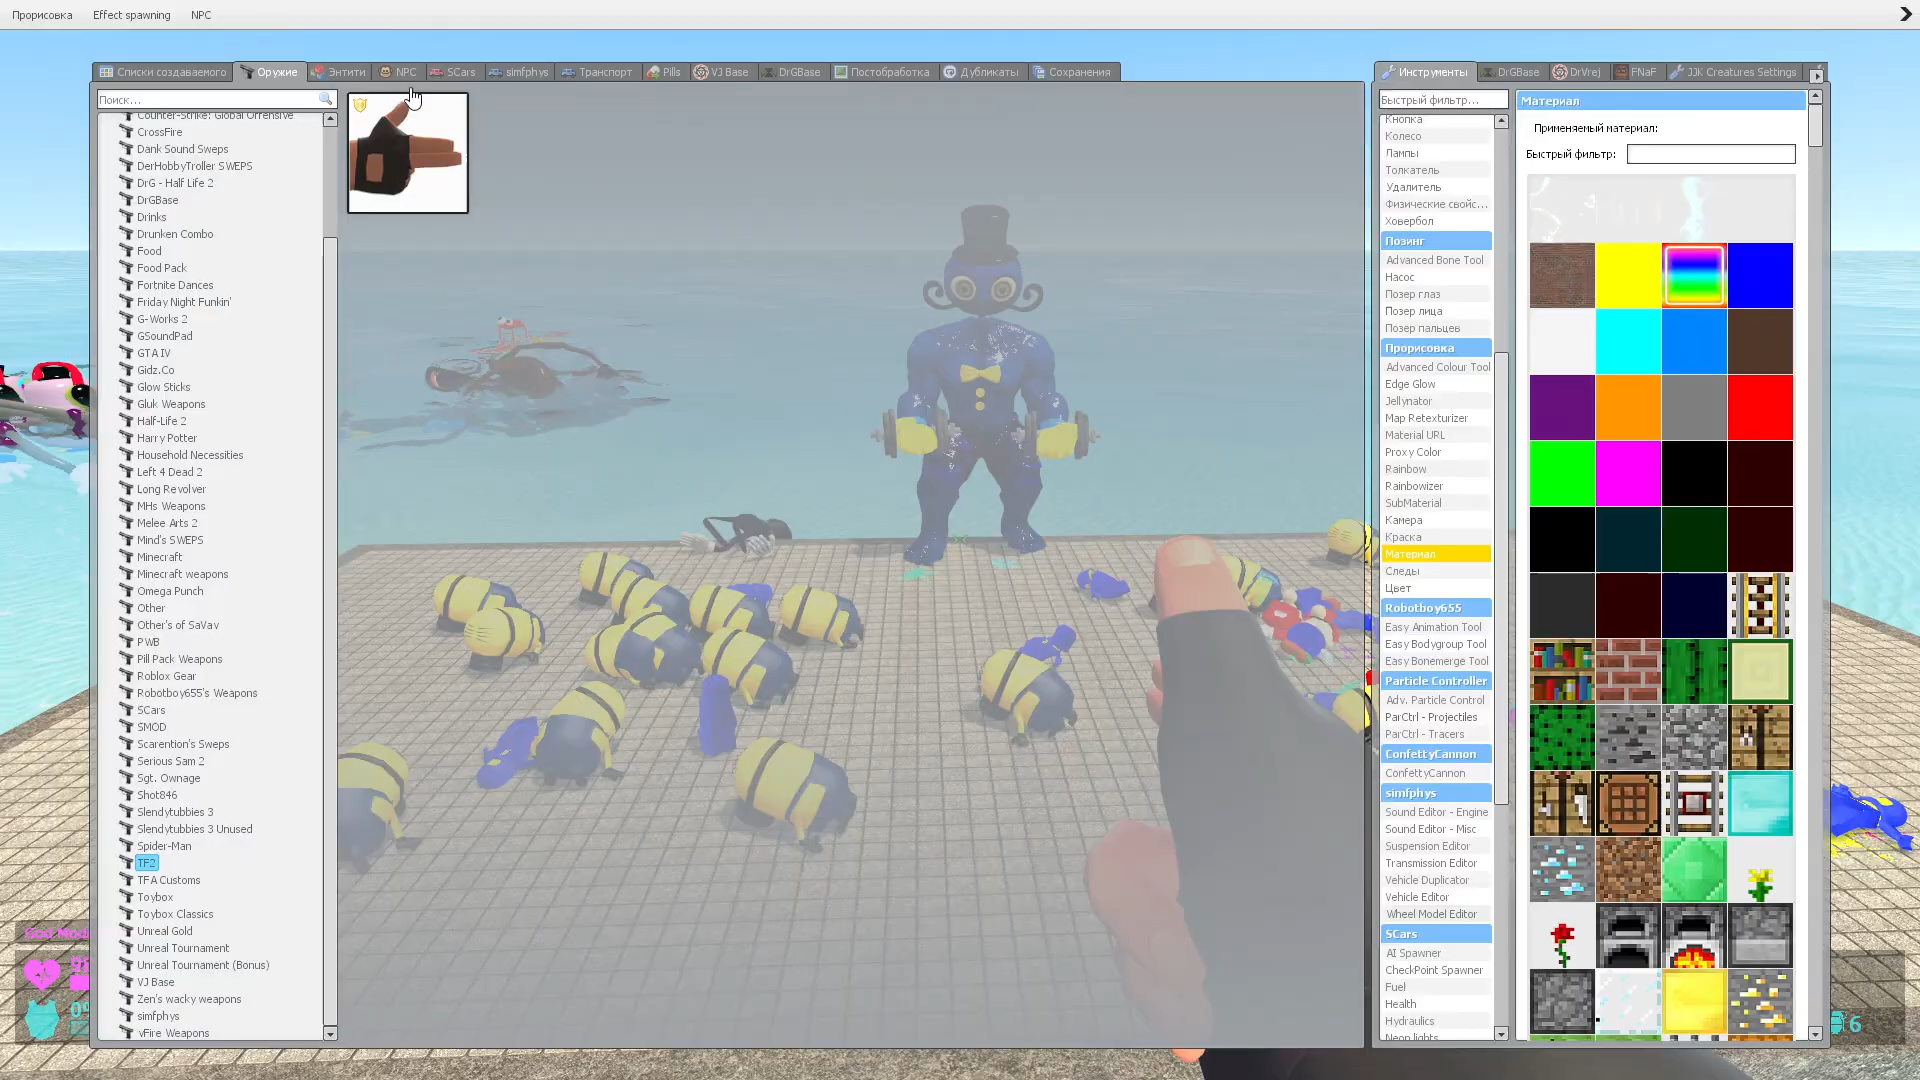 Прорисовка Effect spawning NPC
Списки создаваемого Оружие Энтити NPC SCars simfphys Транспорт Pills VJ Base DrGBase Постобработка Дубликаты Сохранения
Инструменты DrGBase DrVrej FNaF JJK Creatures Settings
Поиск...
Counter-Strike: Global Offensive
CrossFire
Dank Sound Sweps
DerHobbyTroller SWEPS
DrG - Half Life 2
DrGBase
Drinks
Drunken Combo
Food
Food Pack
Fortnite Dances
Friday Night Funkin'
G-Works 2
GSoundPad
GTA IV
Gidz.Co
Glow Sticks
Gluk Weapons
Half-Life 2
Harry Potter
Household Necessities
Left 4 Dead 2
Long Revolver
MHs Weapons
Melee Arts 2
Mind's SWEPS
Minecraft
Minecraft weapons
Omega Punch
Other
Other's of SaVav
PWB
Pill Pack Weapons
Roblox Gear
Robotboy655's Weapons
SCars
SMOD
Scarention's Sweps
Serious Sam 2
Sgt. Ownage
Shot846
Slendytubbies 3
Slendytubbies 3 Unused
Spider-Man
TF2
TFA Customs
Toybox
Toybox Classics
Unreal Gold
Unreal Tournament
Unreal Tournament (Bonus)
VJ Base
Zen's wacky weapons
simfphys
vFire Weapons
Быстрый фильтр...
Кнопка
Колесо
Лампы
Толкатель
Удалитель
Физические свойс...
Ховербол
Позинг
Advanced Bone Tool
Насос
Позер глаз
Позер лица
Позер пальцев
Прорисовка
Advanced Colour Tool
Edge Glow
Jellynator
Map Retexturizer
Material URL
Proxy Color
Rainbow
Rainbowizer
SubMaterial
Камера
Краска
Материал
Следы
Цвет
Robotboy655
Easy Animation Tool
Easy Bodygroup Tool
Easy Bonemerge Tool
Particle Controller
Adv. Particle Control
ParCtrl - Projectiles
ParCtrl - Tracers
ConfettyCannon
ConfettyCannon
simfphys
Sound Editor - Engine
Sound Editor - Misc
Suspension Editor
Transmission Editor
Vehicle Duplicator
Vehicle Editor
Wheel Model Editor
SCars
AI Spawner
CheckPoint Spawner
Fuel
Health
Hydraulics
Neon lights
Материал
Применяемый материал:
Быстрый фильтр:
6